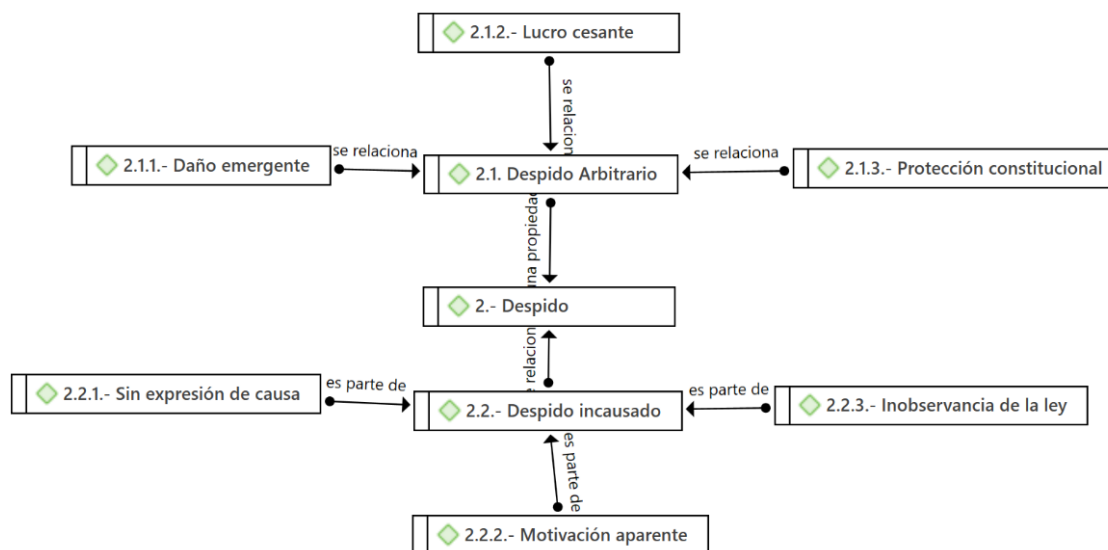 2.1.2.- Lucro cesante
se relacion
2.1.1.- Daño emergente
se relaciona
2.1. Despido Arbitrario
se relaciona
2.1.3.- Protección constitucional
una propiedad
2.- Despido
relacion
2.2.1.- Sin expresión de causa
es parte de
2.2.- Despido incausado
es parte de
2.2.3.- Inobservancia de la ley
es parte de
2.2.2.- Motivación aparente